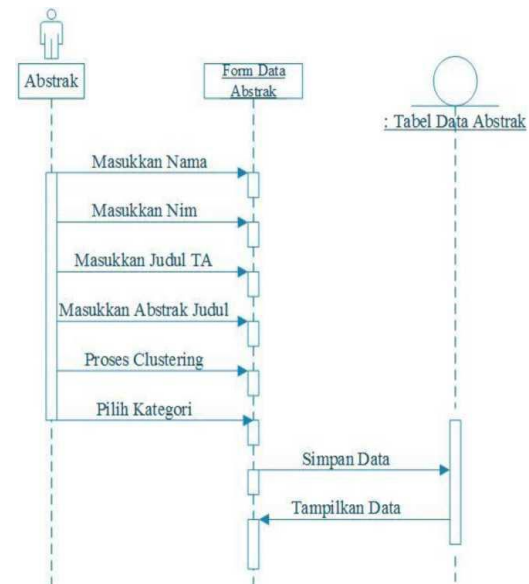 Abstrak
Form Data
Abstrak
: Tabel Data Abstrak
Masukkan Nama
Masukkan Nim
Masukkan Judul TA
Masukkan Abstrak Judul
Proses Clustering
Pilih Kategori
Simpan Data
Tampilkan Data